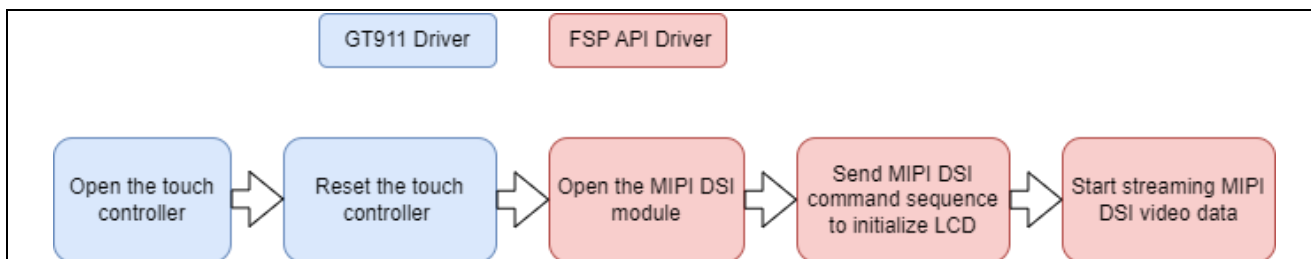 GT911 Driver
FSP API Driver
Open the touch
controller
Reset the touch
controller
Open the MIPI DSI
module
Send MIPI DSI
command sequence
to initialize LCD
Start streaming MIPI
DSI video data